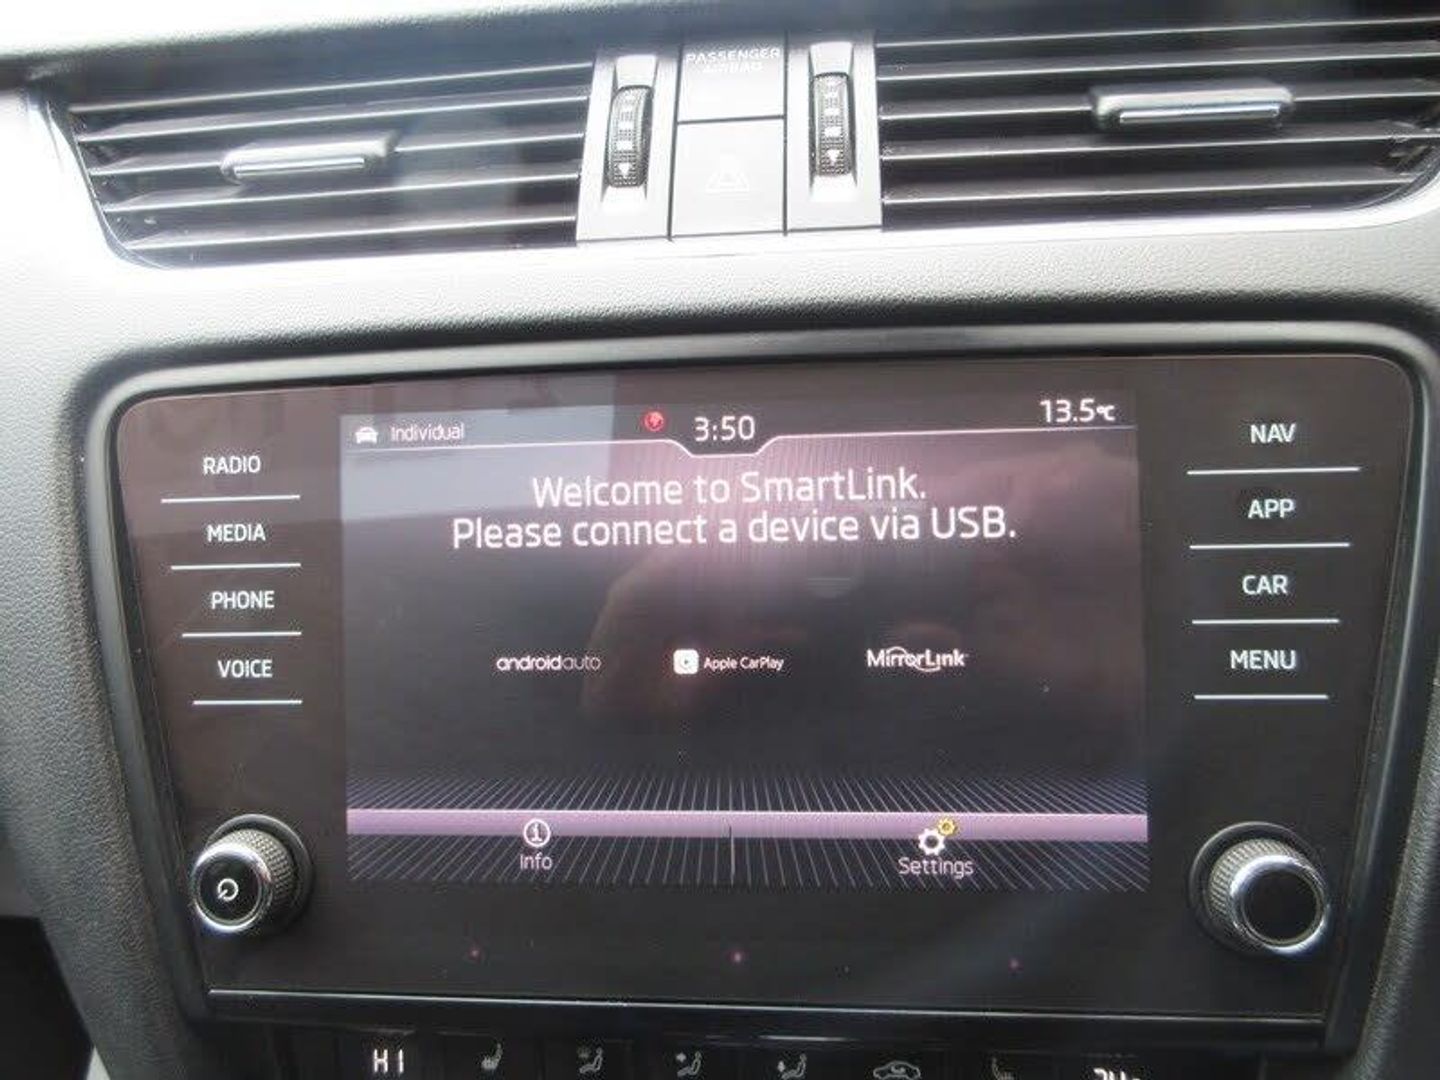 PASSENGER
AIRBAG
Individual
3:50
13.5°C
Welcome to SmartLink.
Please connect a device via USB.
androidauto
Apple CarPlay
MirrorLink
Info
Settings
RADIO
MEDIA
PHONE
VOICE
NAV
APP
CAR
MENU
HI